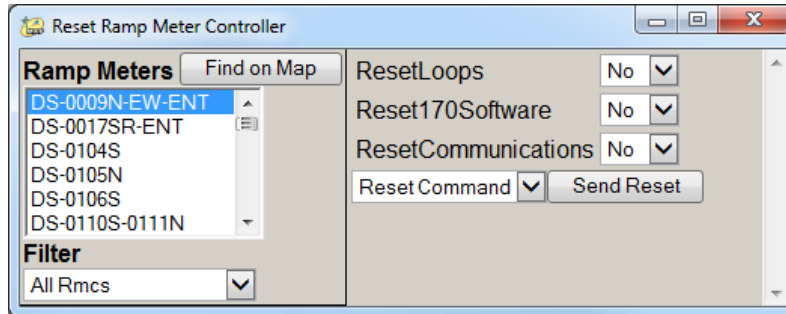 Reset Ramp Meter Controller
Ramp Meters Find on Map
DS-0009N-EW-ENT
DS-0017SR-ENT
DS-0104S
DS-0105N
DS-0106S
DS-0110S-0111N
Filter
All Rmcs
ResetLoops No
Reset170Software No
ResetCommunications No
Reset Command Send Reset